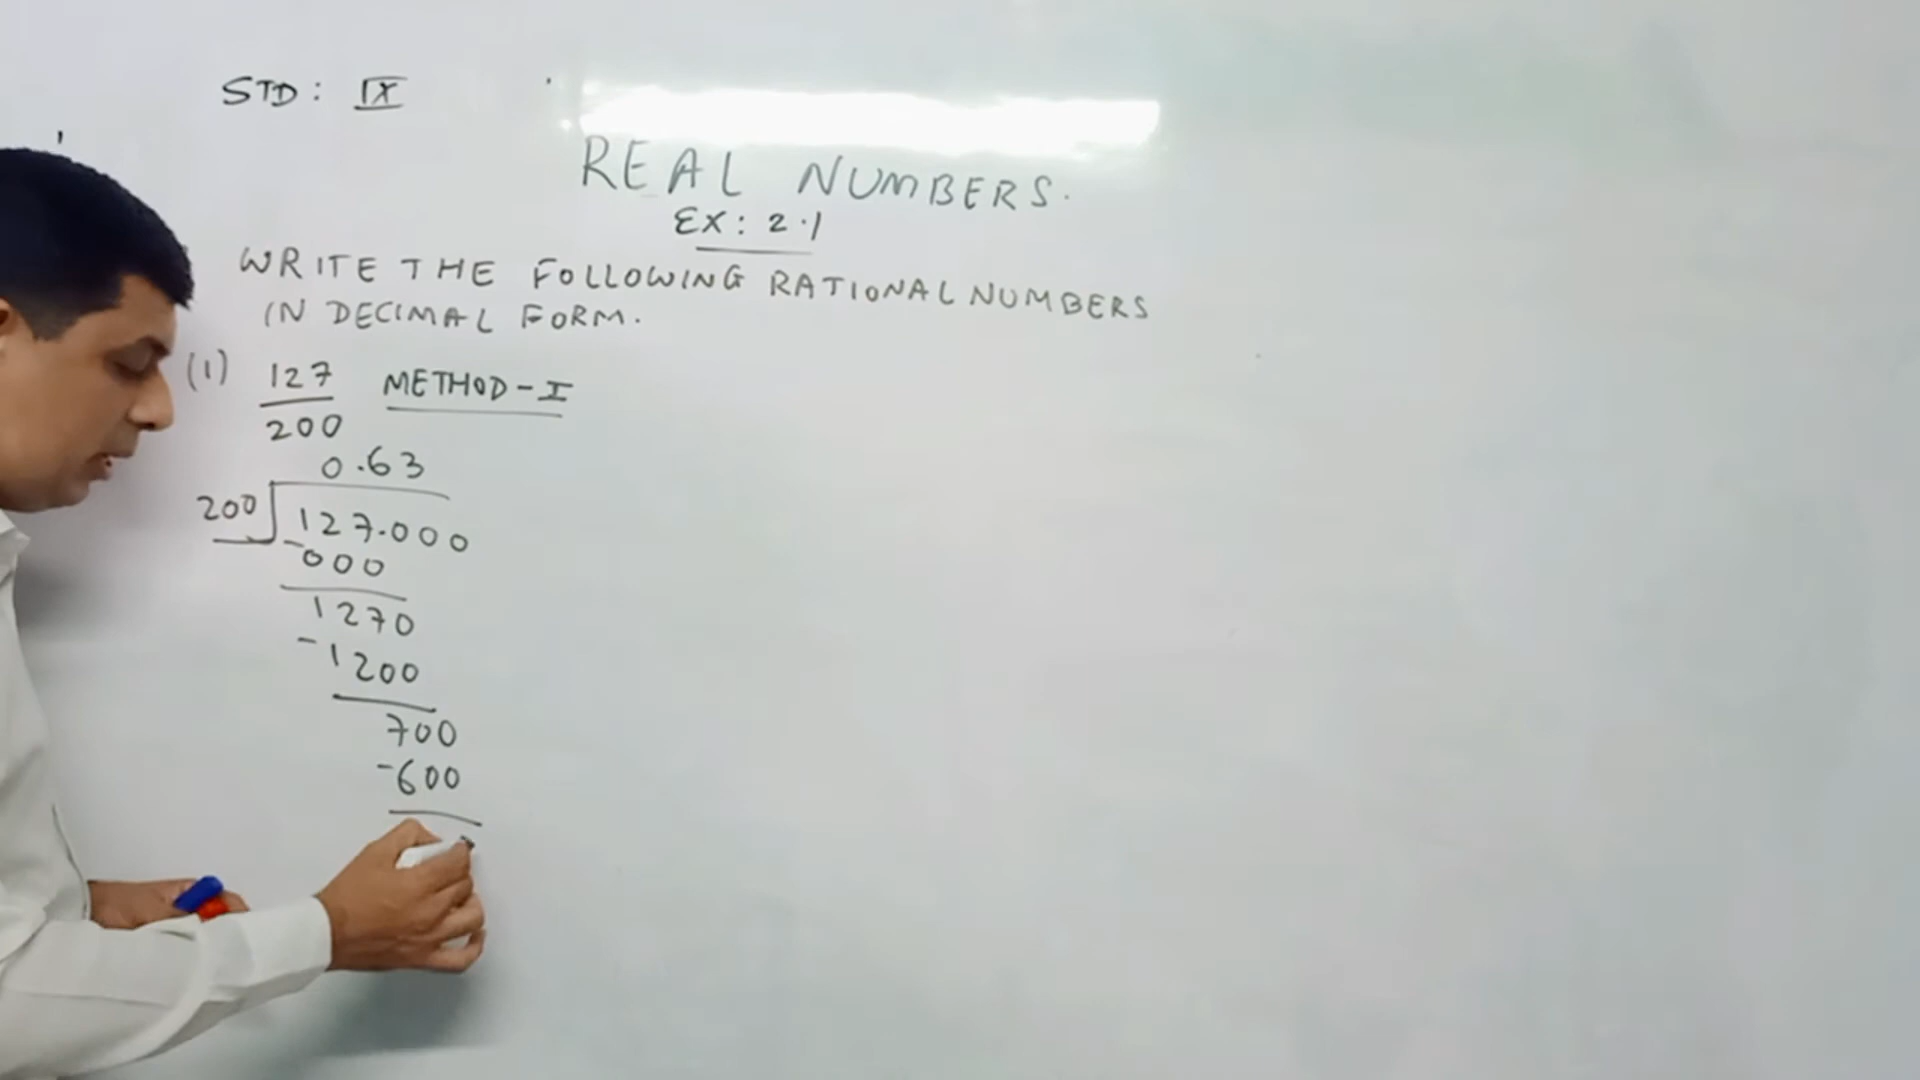 STD: IX
REAL NUMBERS.
EX: 2.1
WRITE THE FOLLOWING RATIONAL NUMBERS
IN DECIMAL FORM.
(1) 127 METHOD-I
200
0.63
200 127.000
-000
1270
-1200
700
-600